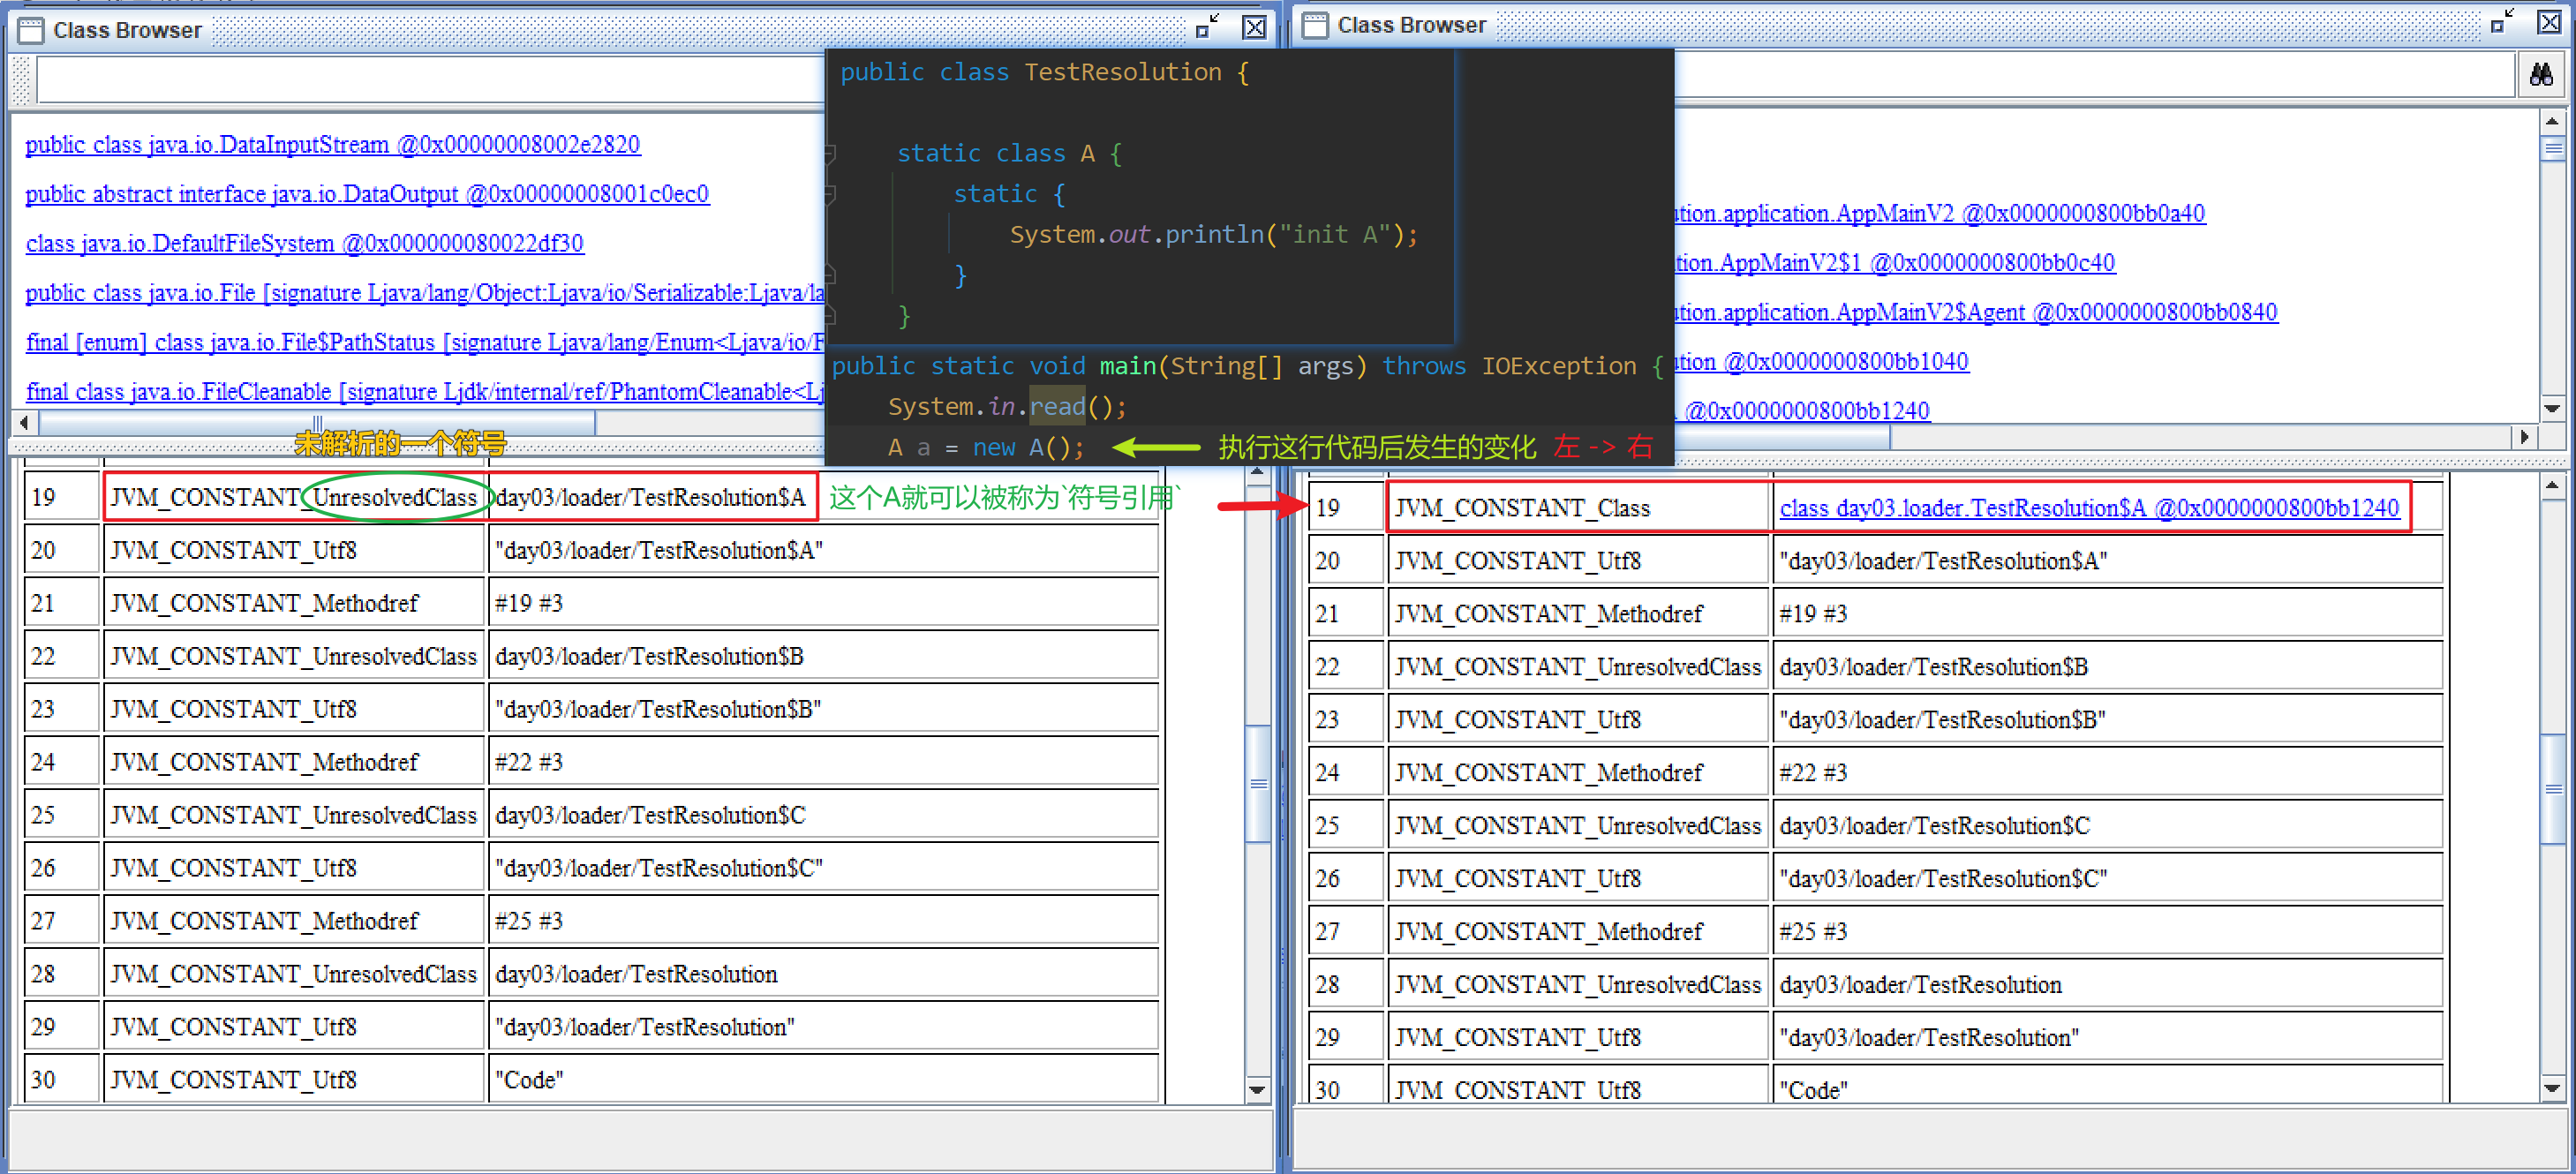 Class Browser
public class java.io.DataInputStream @0x00000008002e2820
public abstract interface java.io.DataOutput @0x00000008001c0ec0
class java.io.DefaultFileSystem @0x000000080022df30
public class java.io.File [signature Ljava/lang/Object;Ljava/io/Serializable;Ljava/la
final [enum] class java.io.File$PathStatus [signature Ljava/lang/Enum<Ljava/io/F
final class java.io.FileCleanable [signature Ljdk/internal/ref/PhantomCleanable<Lj
未解析的一个符号
19 JVM_CONSTANT_UnresolvedClass day03/loader/TestResolution$A
这个A就可以被称为`符号引用`
20 JVM_CONSTANT_Utf8 "day03/loader/TestResolution$A"
21 JVM_CONSTANT_Methodref #19 #3
22 JVM_CONSTANT_UnresolvedClass day03/loader/TestResolution$B
23 JVM_CONSTANT_Utf8 "day03/loader/TestResolution$B"
24 JVM_CONSTANT_Methodref #22 #3
25 JVM_CONSTANT_UnresolvedClass day03/loader/TestResolution$C
26 JVM_CONSTANT_Utf8 "day03/loader/TestResolution$C"
27 JVM_CONSTANT_Methodref #25 #3
28 JVM_CONSTANT_UnresolvedClass day03/loader/TestResolution
29 JVM_CONSTANT_Utf8 "day03/loader/TestResolution"
30 JVM_CONSTANT_Utf8 "Code"
public class TestResolution {
static class A {
static {
System.out.println("init A");
}
}
public static void main(String[] args) throws IOException {
System.in.read();
A a = new A();
执行这行代码后发生的变化 左 -> 右
Class Browser
ution.application.AppMainV2 @0x0000000800bb0a40
tion.AppMainV2$1 @0x0000000800bb0c40
ution.application.AppMainV2$Agent @0x0000000800bb0840
ution @0x0000000800bb1040
@0x0000000800bb1240
19 JVM_CONSTANT_Class class day03.loader.TestResolution$A @0x0000000800bb1240
20 JVM_CONSTANT_Utf8 "day03/loader/TestResolution$A"
21 JVM_CONSTANT_Methodref #19 #3
22 JVM_CONSTANT_UnresolvedClass day03/loader/TestResolution$B
23 JVM_CONSTANT_Utf8 "day03/loader/TestResolution$B"
24 JVM_CONSTANT_Methodref #22 #3
25 JVM_CONSTANT_UnresolvedClass day03/loader/TestResolution$C
26 JVM_CONSTANT_Utf8 "day03/loader/TestResolution$C"
27 JVM_CONSTANT_Methodref #25 #3
28 JVM_CONSTANT_UnresolvedClass day03/loader/TestResolution
29 JVM_CONSTANT_Utf8 "day03/loader/TestResolution"
30 JVM_CONSTANT_Utf8 "Code"